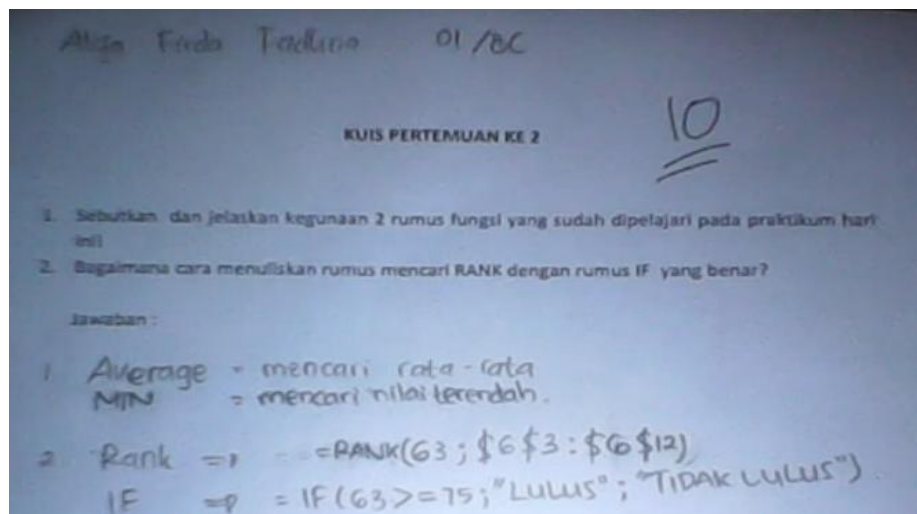 01/BC
10
KUIS PERTEMUAN KE 2
1. Sebutkan dan jelaskan kegunaan 2 rumus fungsi yang sudah dipelajari pada praktikum hari
ini!
2. Bagaimana cara menuliskan rumus mencari RANK dengan rumus IF yang benar?
Jawaban :
1 Average = mencari rata-rata
MIN = mencari nilai terendah.
2. Rank => =RANK(G3;$G$3:$G$12)
IF => =IF(G3>=75;"LULUS";"TIDAK LULUS")